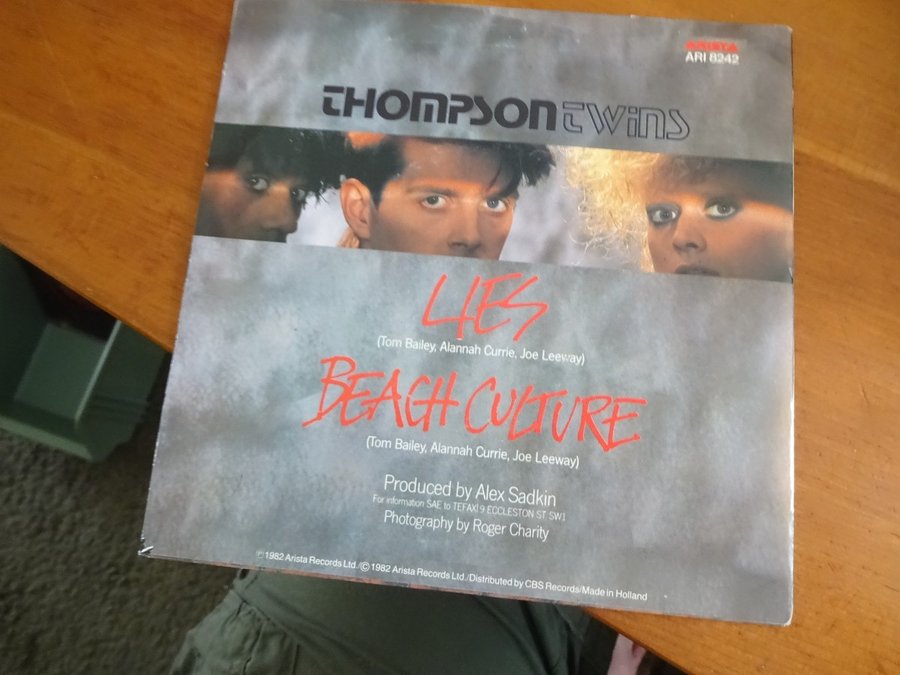 ARISTA
ARI 8242
THOMPSON TWINS
LIES
(Tom Bailey, Alannah Currie, Joe Leeway)
BEACH CULTURE
(Tom Bailey, Alannah Currie, Joe Leeway)
Produced by Alex Sadkin
For information SAE to TEFAX/ 9 ECCLESTON ST SW1
Photography by Roger Charity
℗1982 Arista Records Ltd./©1982 Arista Records Ltd./Distributed by CBS Records/Made in Holland